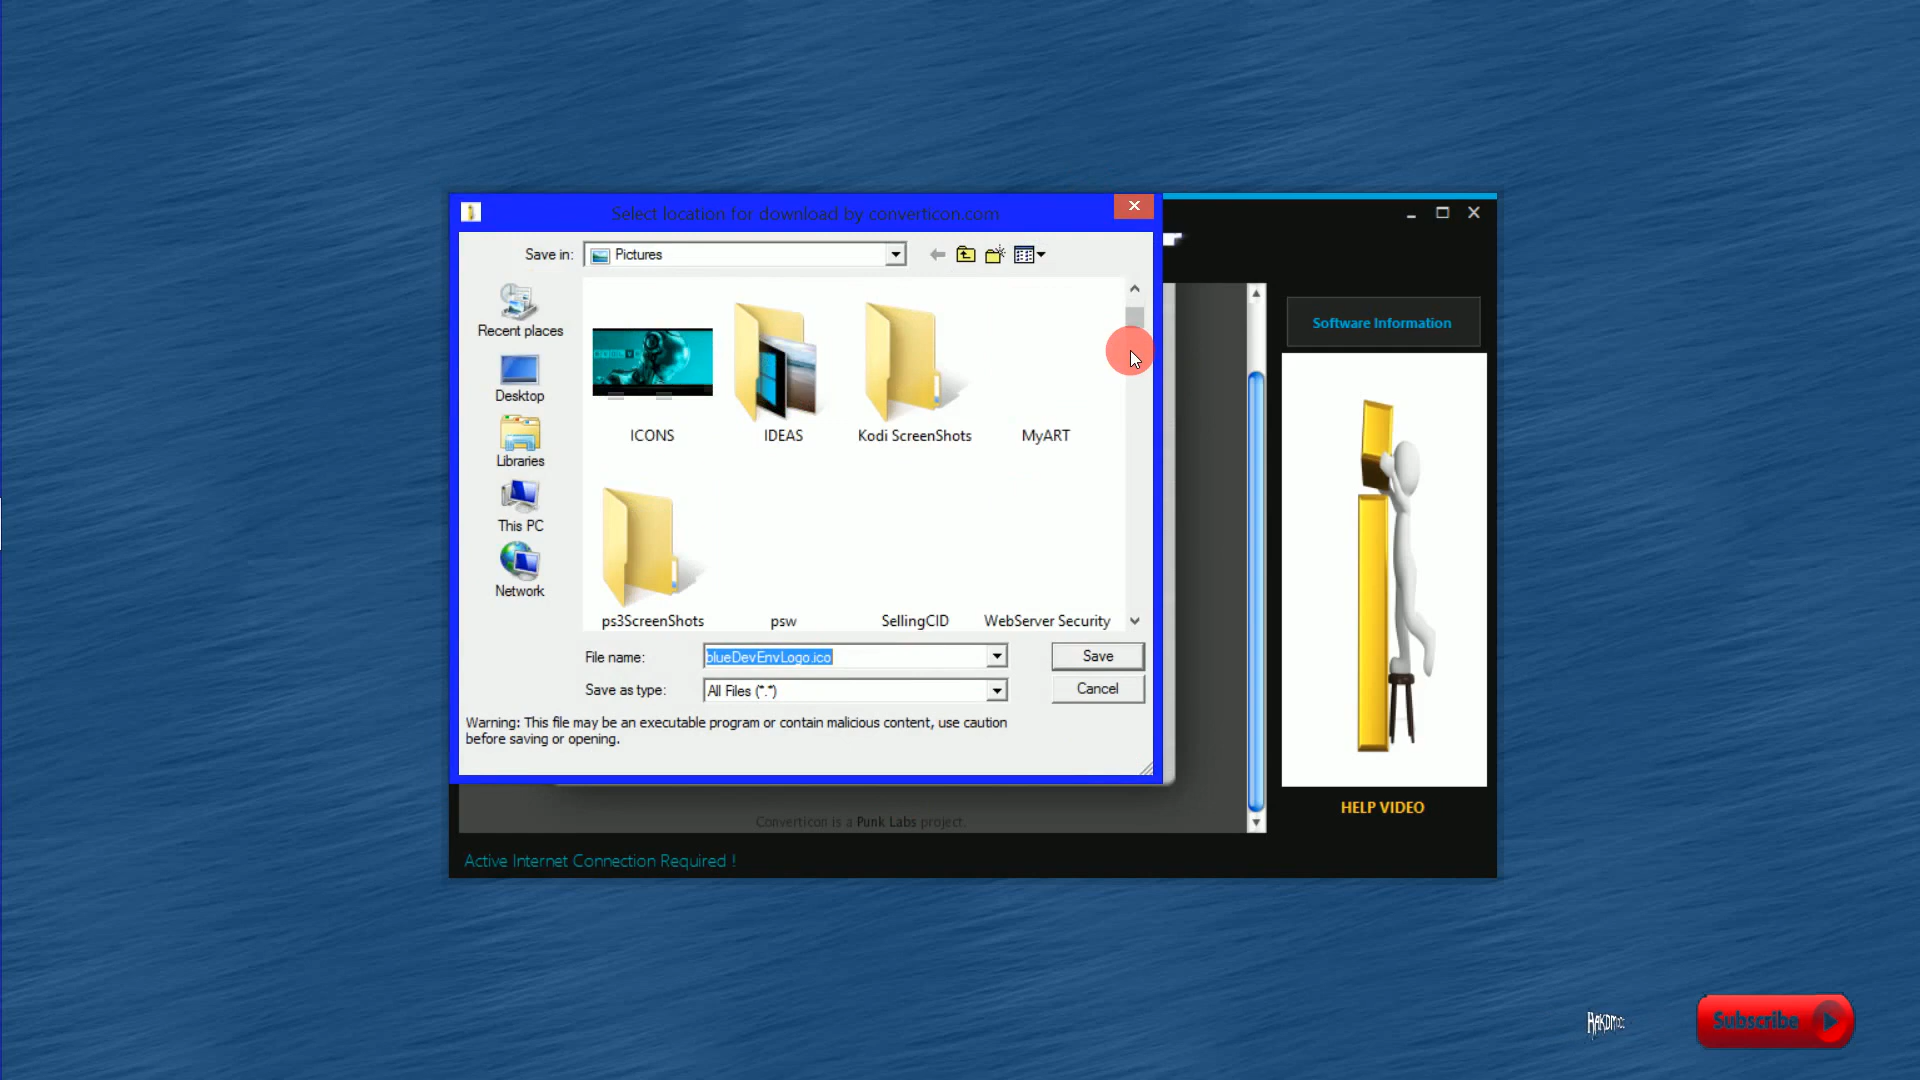 Select location for download by converticon.com
Save in:
Pictures
Recent places
Desktop
Libraries
This PC
Network
ICONS
IDEAS
Kodi ScreenShots
MyART
ps3ScreenShots
psw
SellingCID
WebServer Security
File name:
blueDevEnvLogo.ico
Save
Save as type:
All Files (*.*)
Cancel
Warning: This file may be an executable program or contain malicious content, use caution
before saving or opening.
Software Information
HELP VIDEO
Converticon is a Punk Labs project.
Active Internet Connection Required !
Subscribe